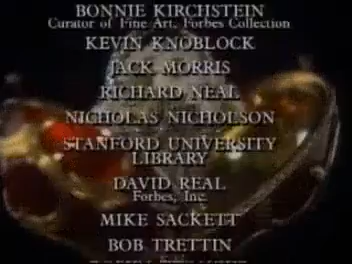 BONNIE KIRCHSTEIN
Curator of Fine Art, Forbes Collection
KEVIN KNOBLOCK
JACK MORRIS
RICHARD NEAL
NICHOLAS NICHOLSON
STANFORD UNIVERSITY
LIBRARY
DAVID REAL
Forbes, Inc.
MIKE SACKETT
BOB TRETTIN